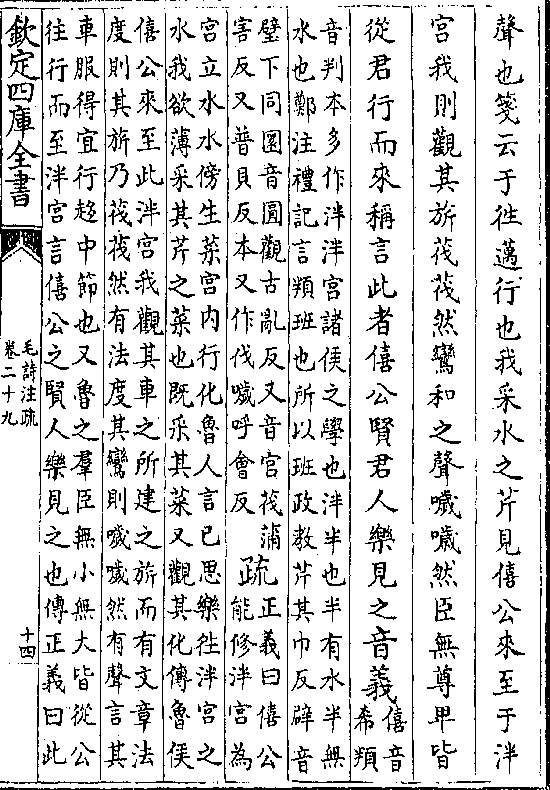 聲也箋云于徃邁行也我采水之芹見僖公來至于泮
宮我則觀其旂茷茷然鸞和之聲噦噦然臣無尊甲皆
從君行而來稱言此者僖公賢君人樂見之音義僖音
希頖
音判本多作泮泮宮諸侯之學也泮半也半有水半無
水也鄭注禮記言頖班也所以班政教芹其巾反辟音
璧下同圜音圓觀古亂反又音官茷蒲
害反又普貝反本又作伐噦呼會反疏正義曰僖公
能修泮宮為
宮立水水傍生菜宮内行化魯人言已思樂徃泮宮之
水我欲薄采其芹之菜也既采其菜又觀其化傳魯侯
僖公來至此泮宮我觀其車之所建之旂而有文章法
度則其旂乃茷茷然有法度其鸞則噦噦然有聲言其
車服得宜行趍中節也又魯之羣臣無小無大皆從公
往行而至泮宮言僖公之賢人樂見之也傳正義曰此
欽定四庫全書
毛詩注疏
卷二十九
十四